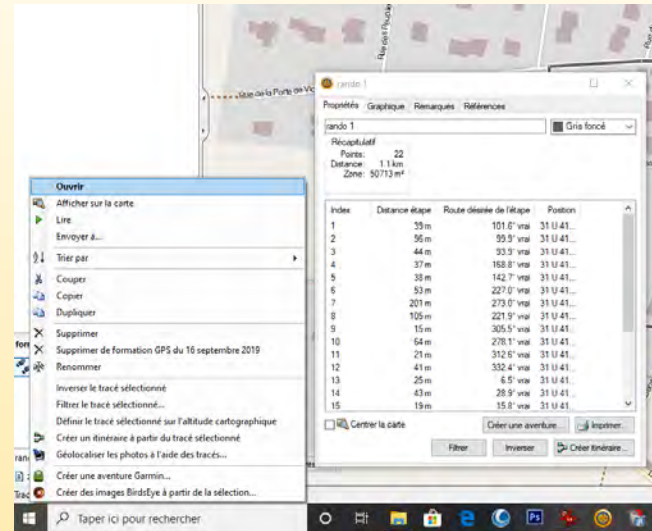 Rue des Peupliers
Rue de la Porte de Vic
Ouvrir
Afficher sur la carte
Lire
Envoyer à...
Trier par
Couper
Copier
Dupliquer
Supprimer
Supprimer de formation GPS du 16 septembre 2019
Renommer
Inverser le tracé sélectionné
Filtrer le tracé sélectionné...
Définir le tracé sélectionné sur l'altitude cartographique
Créer un itinéraire à partir du tracé sélectionné
Géolocaliser les photos à l'aide des tracés...
Créer une aventure Garmin...
Créer des images BirdsEye à partir de la sélection...
Taper ici pour rechercher
rando 1
Propriétés Graphique Remarques Références
rando 1 Gris foncé
Récapitulatif
Points: 22
Distance: 1.1 km
Zone: 50713 m²
Index Distance étape Route désirée de l'étape Position
1 39 m 101.6° vrai 31 U 41...
2 96 m 99.9° vrai 31 U 41...
3 44 m 93.9° vrai 31 U 41...
4 37 m 168.8° vrai 31 U 41...
5 38 m 142.7° vrai 31 U 41...
6 53 m 227.0° vrai 31 U 41...
7 201 m 273.0° vrai 31 U 41...
8 105 m 221.9° vrai 31 U 41...
9 15 m 305.5° vrai 31 U 41...
10 64 m 278.1° vrai 31 U 41...
11 21 m 312.6° vrai 31 U 41...
12 41 m 332.4° vrai 31 U 41...
13 25 m 6.5° vrai 31 U 41...
14 43 m 28.9° vrai 31 U 41...
15 19 m 15.8° vrai 31 U 41...
Centrer la carte
Créer une aventure... Imprimer...
Filtrer Inverser Créer itinéraire...